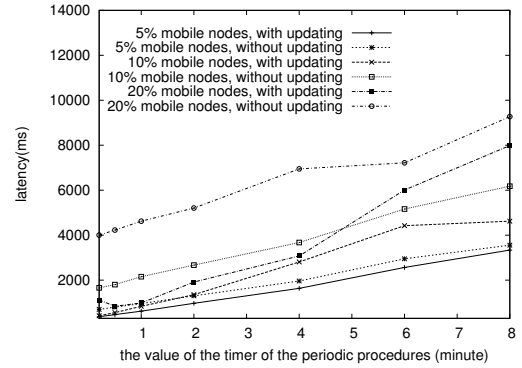 14000
12000
10000
8000
6000
4000
2000
latency(ms)
5% mobile nodes, with updating
5% mobile nodes, without updating
10% mobile nodes, with updating
10% mobile nodes, without updating
20% mobile nodes, with updating
20% mobile nodes, without updating
1 2 3 4 5 6 7 8
the value of the timer of the periodic procedures (minute)